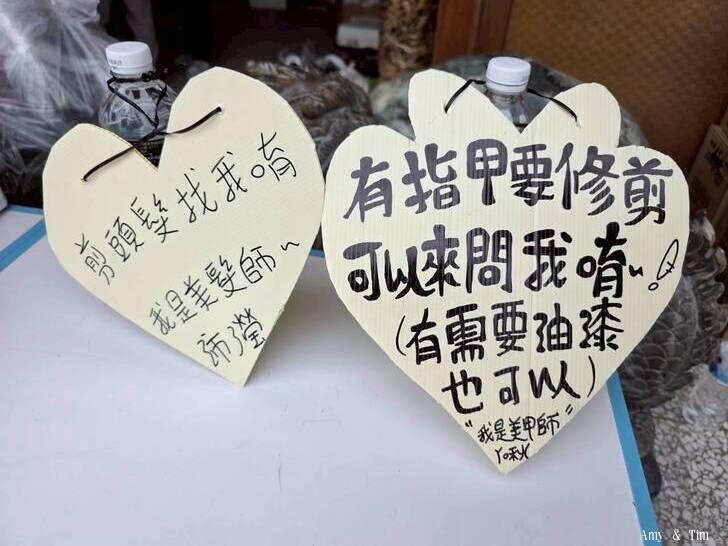 剪頭髮找我唷
我是美髮師~
沛瀅
有指甲要修剪
可以來問我唷~!
(有需要油漆
也可以)
"我是美甲師"
Amy & Tim